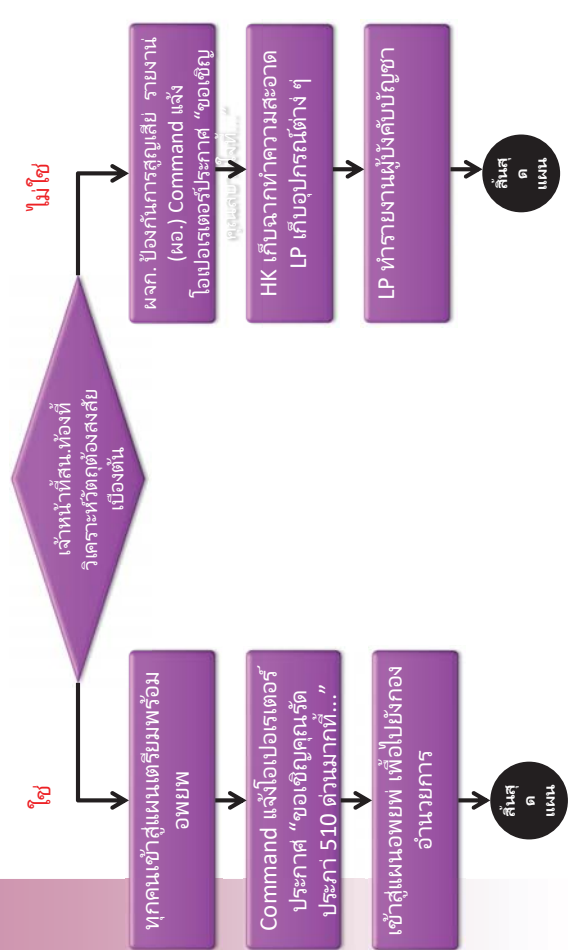 เจ้าหน้าที่สน.ท้องที่
วิเคราะห์วัตถุต้องสงสัย
เบื้องต้น
ใช่
ทุกคนเข้าสู่แผนเตรียมพร้อม
อพยพ
Command แจ้งโอเปอเรเตอร์
ประกาศ “ขอเชิญคุณรัด
ประภา 510 ด่วนมากที่...”
เข้าสู่แผนอพยพ เพื่อไปยังกอง
อำนวยการ
สิ้นสุ
ด
แผน
ไม่ใช่
ผจก. ป้องกันการสูญเสีย รายงาน
(ผอ.) Command แจ้ง
โอเปอเรเตอร์ประกาศ “ขอเชิญ
HK เก็บฉากทำความสะอาด
LP เก็บอุปกรณ์ต่าง ๆ
LP ทำรายงานผู้บังคับบัญชา
สิ้นสุ
ด
แผน